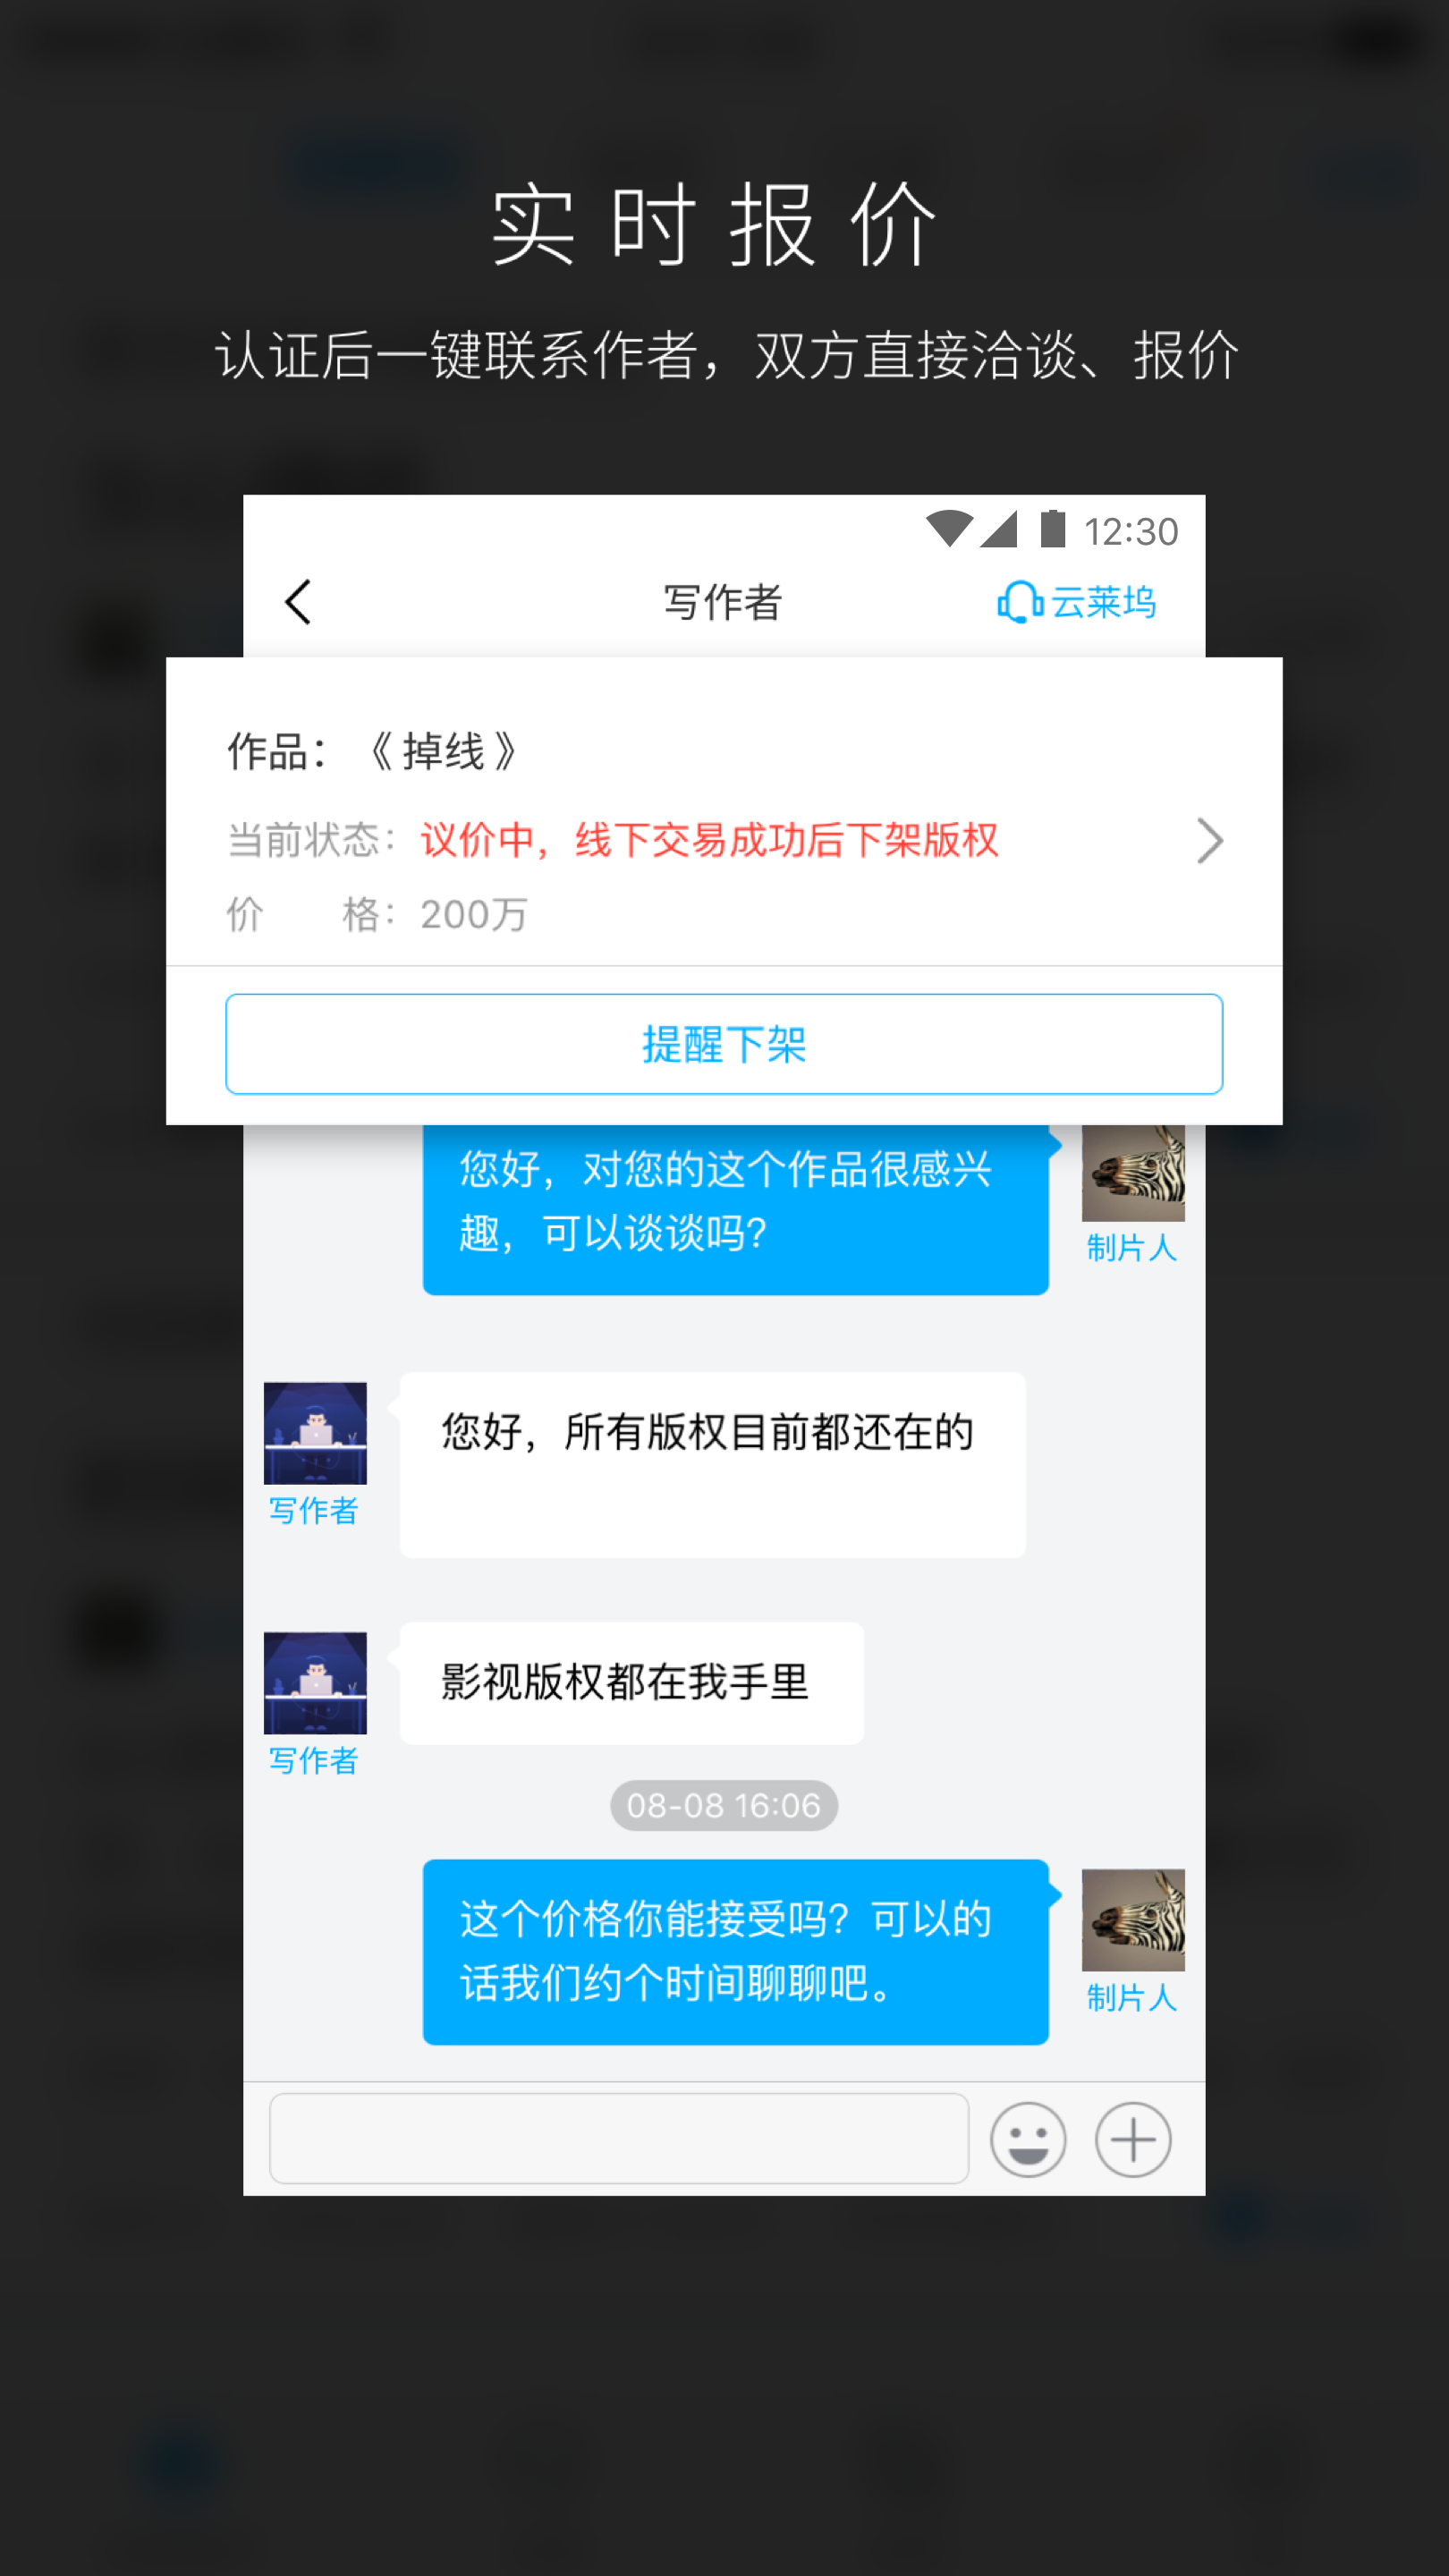 实时报价
认证后一键联系作者，双方直接洽谈、报价
12:30
写作者
云莱坞
作品：《 掉线 》
当前状态：议价中，线下交易成功后下架版权
价 格：200万
提醒下架
您好，对您的这个作品很感兴
趣，可以谈谈吗？
制片人
您好，所有版权目前都还在的
写作者
影视版权都在我手里
写作者
08-08 16:06
这个价格你能接受吗？可以的
话我们约个时间聊聊吧。
制片人